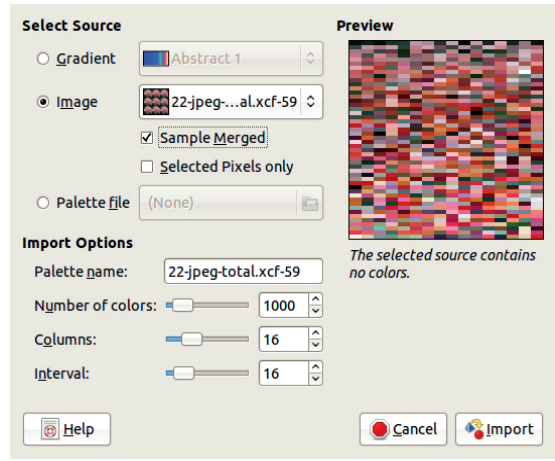 Select Source
Gradient
Abstract 1
Image
22-jpeg-...al.xcf-59
Sample Merged
Selected Pixels only
Palette file
(None)
Import Options
Palette name:
22-jpeg-total.xcf-59
Number of colors:
1000
Columns:
16
Interval:
16
Preview
The selected source contains
no colors.
Help
Cancel
Import